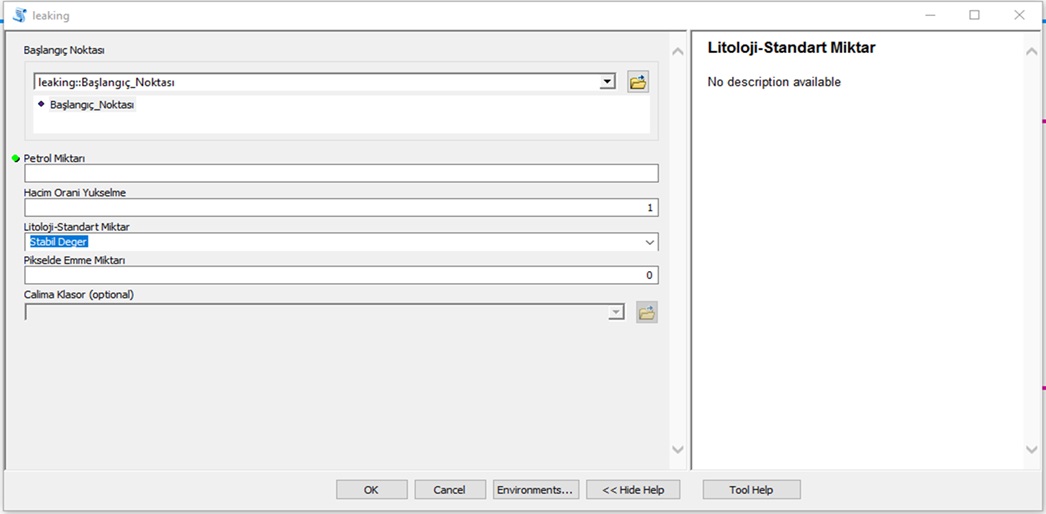 leaking
Başlangıç Noktası
leaking::Başlangıç_Noktası
Başlangıç_Noktası
Petrol Miktarı
Hacim Orani Yukselme
1
Litoloji-Standart Miktar
Stabil Deger
Pikselde Emme Miktarı
0
Calima Klasor (optional)
Litoloji-Standart Miktar
No description available
OK
Cancel
Environments...
<< Hide Help
Tool Help